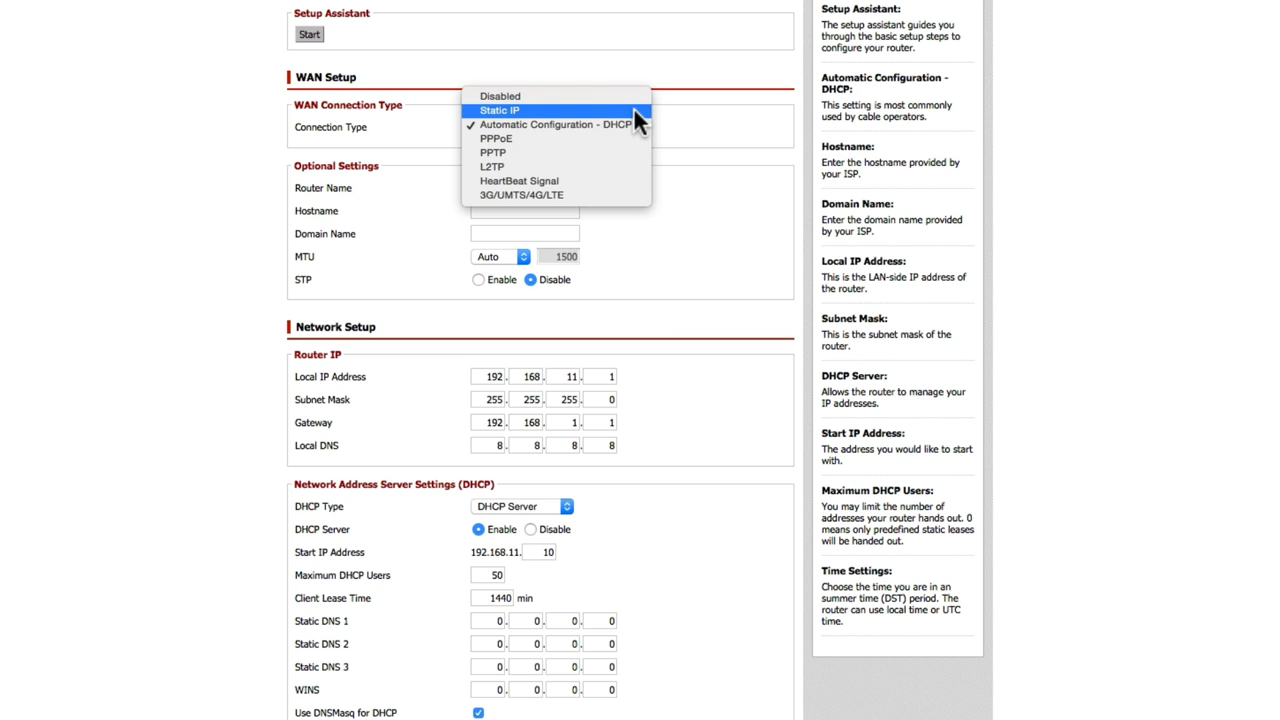 Setup Assistant
Start
WAN Setup
WAN Connection Type
Connection Type
Disabled
Static IP
✓ Automatic Configuration - DHCP
PPPoE
PPTP
L2TP
HeartBeat Signal
3G/UMTS/4G/LTE
Optional Settings
Router Name
Hostname
Domain Name
MTU Auto 1500
STP Enable Disable
Network Setup
Router IP
Local IP Address 192. 168. 11. 1
Subnet Mask 255. 255. 255. 0
Gateway 192. 168. 1. 1
Local DNS 8. 8. 8. 8
Network Address Server Settings (DHCP)
DHCP Type DHCP Server
DHCP Server Enable Disable
Start IP Address 192.168.11. 10
Maximum DHCP Users 50
Client Lease Time 1440 min
Static DNS 1 0. 0. 0. 0
Static DNS 2 0. 0. 0. 0
Static DNS 3 0. 0. 0. 0
WINS 0. 0. 0. 0
Use DNSMasq for DHCP
Setup Assistant:
The setup assistant guides you
through the basic setup steps to
configure your router.
Automatic Configuration -
DHCP:
This setting is most commonly
used by cable operators.
Hostname:
Enter the hostname provided by
your ISP.
Domain Name:
Enter the domain name provided
by your ISP.
Local IP Address:
This is the LAN-side IP address of
the router.
Subnet Mask:
This is the subnet mask of the
router.
DHCP Server:
Allows the router to manage your
IP addresses.
Start IP Address:
The address you would like to start
with.
Maximum DHCP Users:
You may limit the number of
addresses your router hands out. 0
means only predefined static leases
will be handed out.
Time Settings:
Choose the time you are in an
summer time (DST) period. The
router can use local time or UTC
time.